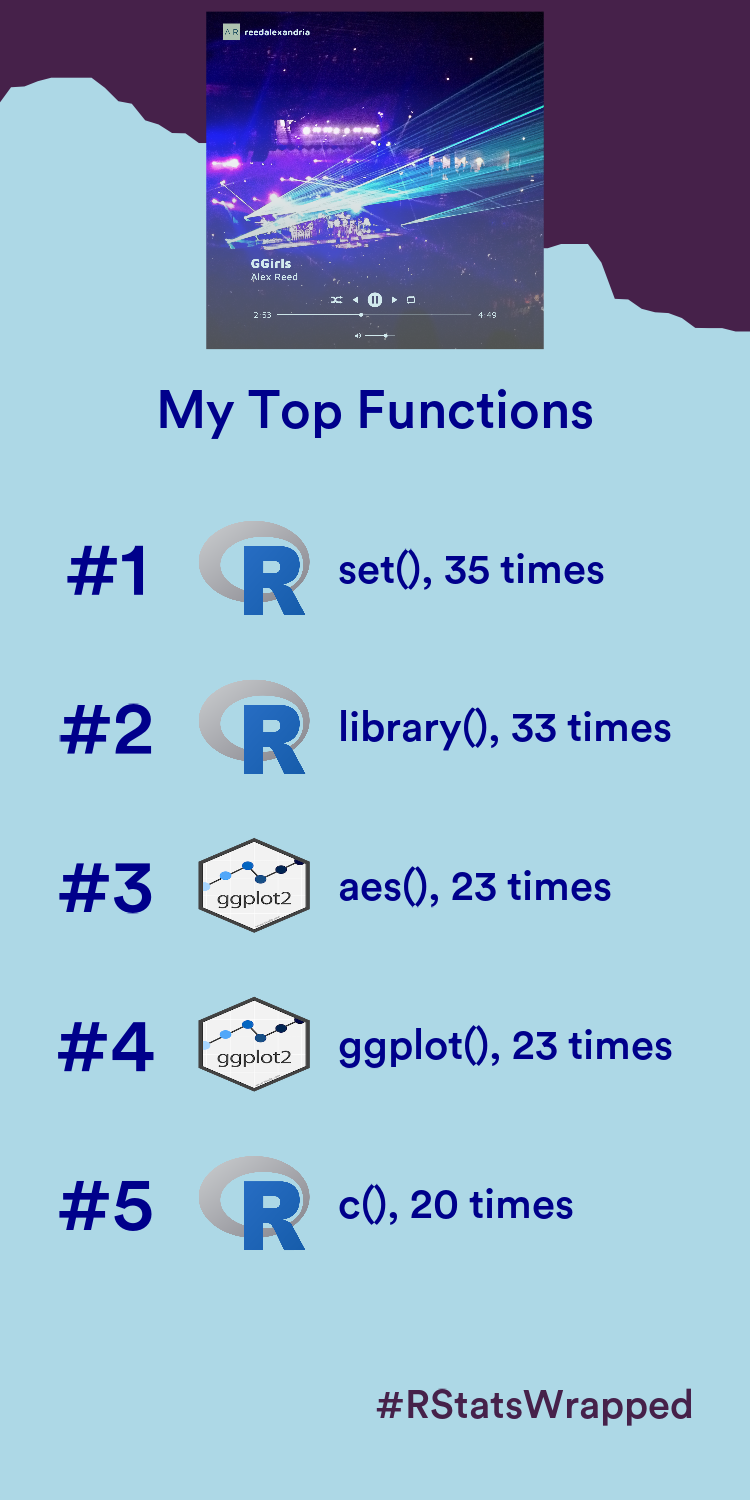 AR reedalexandria
GGirls
Alex Reed
2:53 4:49
My Top Functions
#1 R set(), 35 times
#2 R library(), 33 times
#3 ggplot2 aes(), 23 times
#4 ggplot2 ggplot(), 23 times
#5 R c(), 20 times
#RStatsWrapped